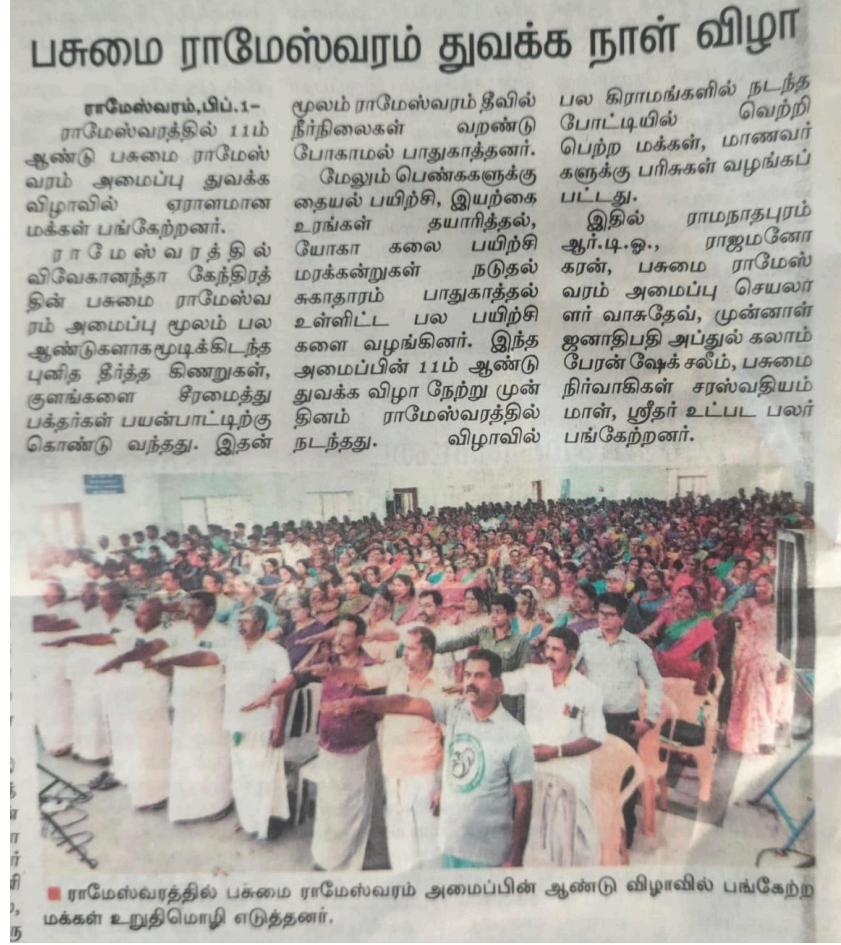 பசுமை ராமேஸ்வரம் துவக்க நாள் விழா
ராமேஸ்வரம்,பிப்.1-
ராமேஸ்வரத்தில் 11ம்
ஆண்டு பசுமை ராமேஸ்
வரம் அமைப்பு துவக்க
விழாவில் ஏராளமான
மக்கள் பங்கேற்றனர்.
ராமேஸ்வரத்தில்
விவேகானந்தா கேந்திரத்
தின் பசுமை ராமேஸ்வ
ரம் அமைப்பு மூலம் பல
ஆண்டுகளாகமூடிக்கிடந்த
புனித தீர்த்த கிணறுகள்,
குளங்களை சீரமைத்து
பக்தர்கள் பயன்பாட்டிற்கு
கொண்டு வந்தது. இதன்
மூலம் ராமேஸ்வரம் தீவில்
நீர்நிலைகள் வறண்டு
போகாமல் பாதுகாத்தனர்.
மேலும் பெண்ககளுக்கு
தையல் பயிற்சி, இயற்கை
உரங்கள் தயாரித்தல்,
யோகா கலை பயிற்சி
மரக்கன்றுகள் நடுதல்
சுகாதாரம் பாதுகாத்தல்
உள்ளிட்ட பல பயிற்சி
களை வழங்கினர். இந்த
அமைப்பின் 11ம் ஆண்டு
துவக்க விழா நேற்று முன்
தினம் ராமேஸ்வரத்தில்
நடந்தது. விழாவில்
பல கிராமங்களில் நடந்த
போட்டியில் வெற்றி
பெற்ற மக்கள், மாணவர்
களுக்கு பரிசுகள் வழங்கப்
பட்டது.
இதில் ராமநாதபுரம்
ஆர்.டி.ஓ., ராஜமனோ
கரன், பசுமை ராமேஸ்
வரம் அமைப்பு செயலா
ளர் வாசுதேவ், முன்னாள்
ஜனாதிபதி அப்துல் கலாம்
பேரன் ஷேக் சலீம், பசுமை
நிர்வாகிகள் சரஸ்வதியம்
மாள், ஸ்ரீதர் உட்பட பலர்
பங்கேற்றனர்.
ராமேஸ்வரத்தில் பசுமை ராமேஸ்வரம் அமைப்பின் ஆண்டு விழாவில் பங்கேற்ற
மக்கள் உறுதிமொழி எடுத்தனர்.